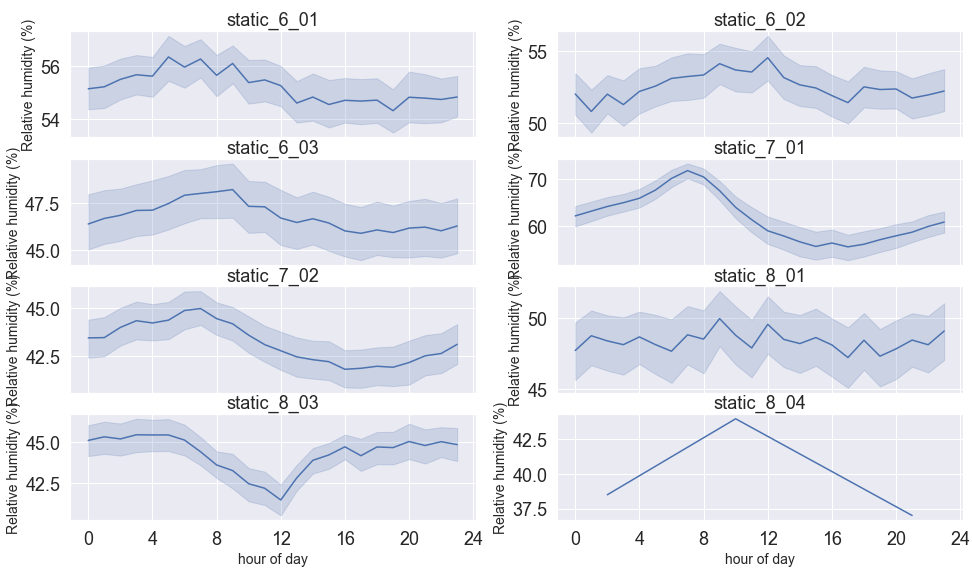 static_6_01
Relative humidity (%)
56
54
static_6_02
Relative humidity (%)
55
50
static_6_03
Relative humidity (%)
47.5
45.0
static_7_01
Relative humidity (%)
70
60
static_7_02
Relative humidity (%)
45.0
42.5
static_8_01
Relative humidity (%)
50
45
static_8_03
Relative humidity (%)
45.0
42.5
0 4 8 12 16 20 24
hour of day
static_8_04
Relative humidity (%)
42.5
40.0
37.5
0 4 8 12 16 20 24
hour of day